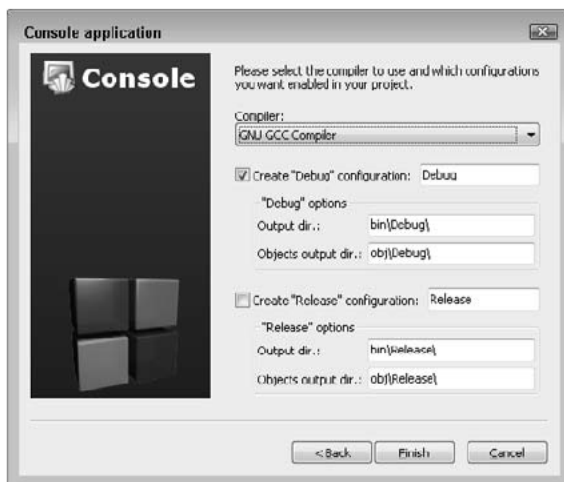 Console application
Console
Please select the compiler to use and which configurations
you want enabled in your project.
Compiler:
GNU GCC Compiler
Create "Debug" configuration: Debug
"Debug" options
Output dir.: bin\Debug\
Objects output dir.: obj\Debug\
Create "Release" configuration: Release
"Release" options
Output dir.: bin\Release\
Objects output dir.: obj\Release\
< Back
Finish
Cancel